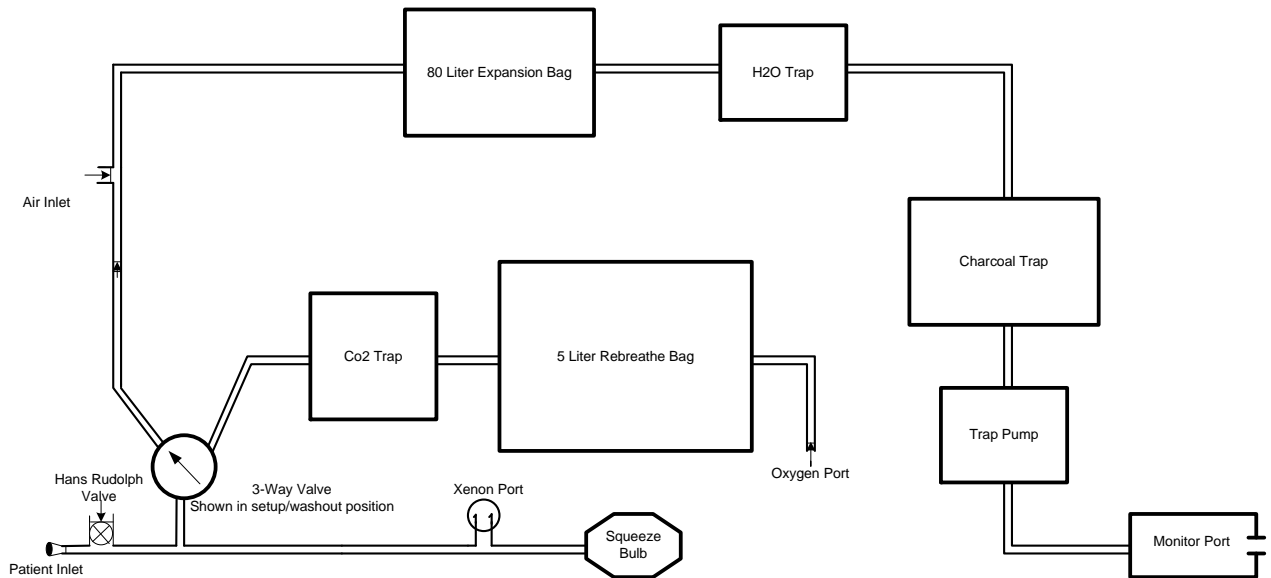 80 Liter Expansion Bag
H2O Trap
Air Inlet
Charcoal Trap
Co2 Trap
5 Liter Rebreathe Bag
Trap Pump
Oxygen Port
Hans Rudolph
Valve
3-Way Valve
Shown in setup/washout position
Xenon Port
Squeeze
Bulb
Monitor Port
Patient Inlet